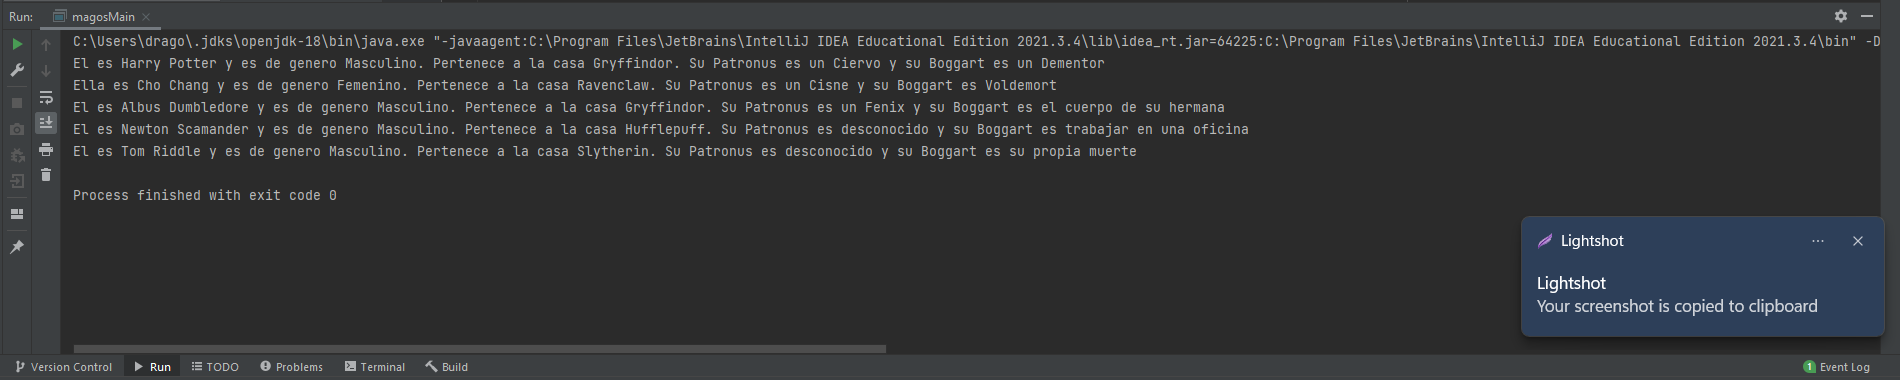 Run: magosMain
C:\Users\drago\.jdks\openjdk-18\bin\java.exe "-javaagent:C:\Program Files\JetBrains\IntelliJ IDEA Educational Edition 2021.3.4\lib\idea_rt.jar=64225:C:\Program Files\JetBrains\IntelliJ IDEA Educational Edition 2021.3.4\bin" -D
El es Harry Potter y es de genero Masculino. Pertenece a la casa Gryffindor. Su Patronus es un Ciervo y su Boggart es un Dementor
Ella es Cho Chang y es de genero Femenino. Pertenece a la casa Ravenclaw. Su Patronus es un Cisne y su Boggart es Voldemort
El es Albus Dumbledore y es de genero Masculino. Pertenece a la casa Gryffindor. Su Patronus es un Fenix y su Boggart es el cuerpo de su hermana
El es Newton Scamander y es de genero Masculino. Pertenece a la casa Hufflepuff. Su Patronus es desconocido y su Boggart es trabajar en una oficina
El es Tom Riddle y es de genero Masculino. Pertenece a la casa Slytherin. Su Patronus es desconocido y su Boggart es su propia muerte
Process finished with exit code 0
Lightshot
Lightshot
Your screenshot is copied to clipboard
Version Control Run TODO Problems Terminal Build 1 Event Log